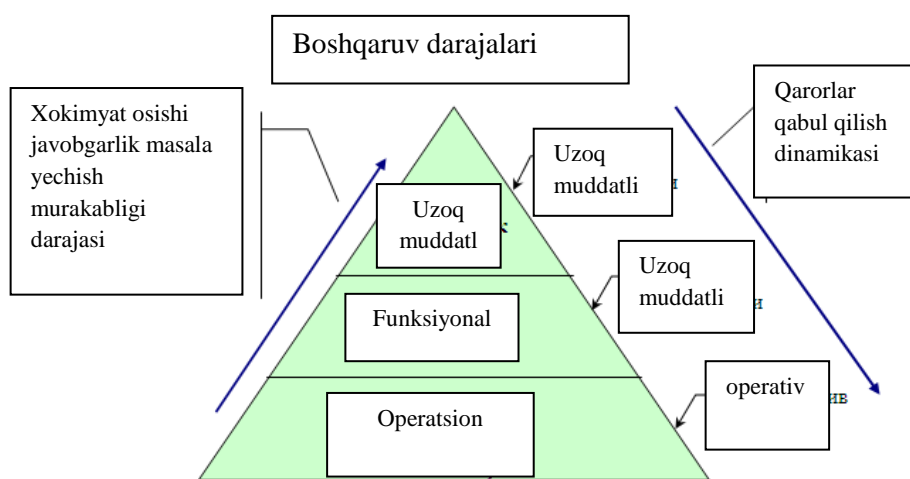 Boshqaruv darajalari
Xokimyat osishi
javobgarlik masala
yechish
murakabligi
darajasi
Qarorlar
qabul qilish
dinamikasi
Uzoq
muddatli
Uzoq
muddatl
Uzoq
muddatli
Funksiyonal
operativ
Operatsion